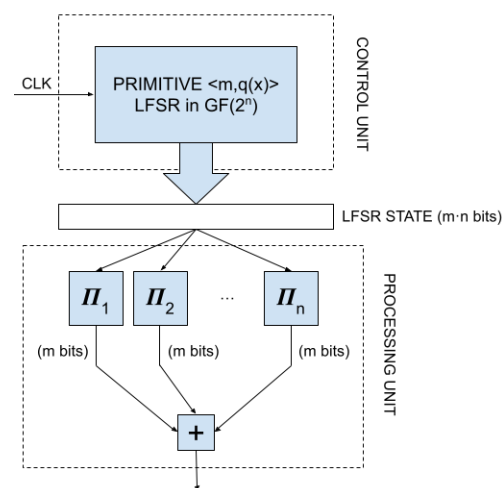 CLK
PRIMITIVE <m,q(x)>
LFSR in GF(2ⁿ)
CONTROL UNIT
LFSR STATE (m·n bits)
Π₁
Π₂
...
Πₙ
(m bits)
(m bits)
(m bits)
PROCESSING UNIT
+